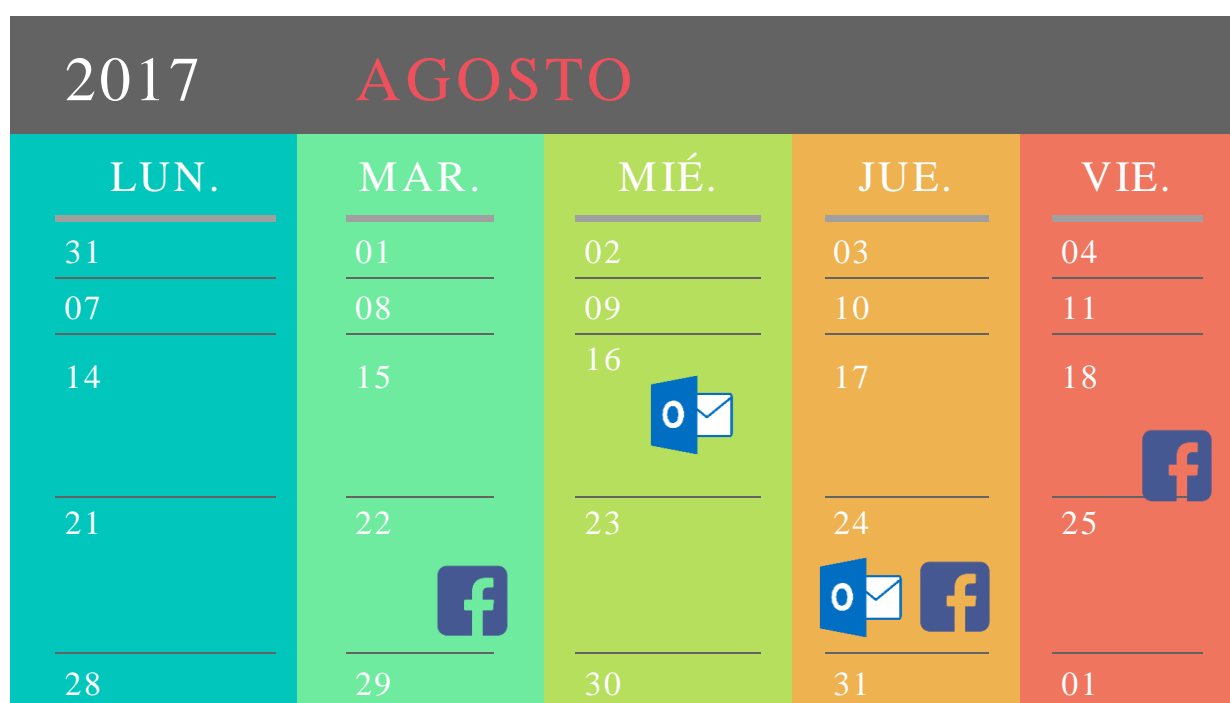 2017 AGOSTO
LUN. MAR. MIÉ. JUE. VIE.
31 01 02 03 04
07 08 09 10 11
14 15 16 17 18
O
f
21 22 23 24 25
f O f
28 29 30 31 01